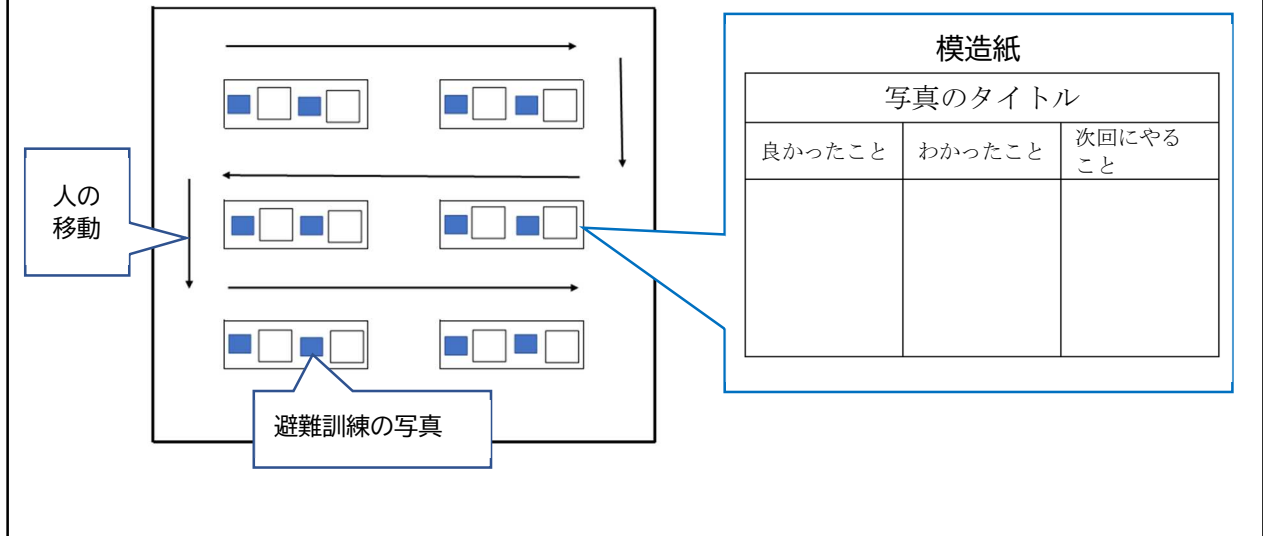 人の
移動
避難訓練の写真
模造紙
写真のタイトル
良かったこと
わかったこと
次回にやる
こと